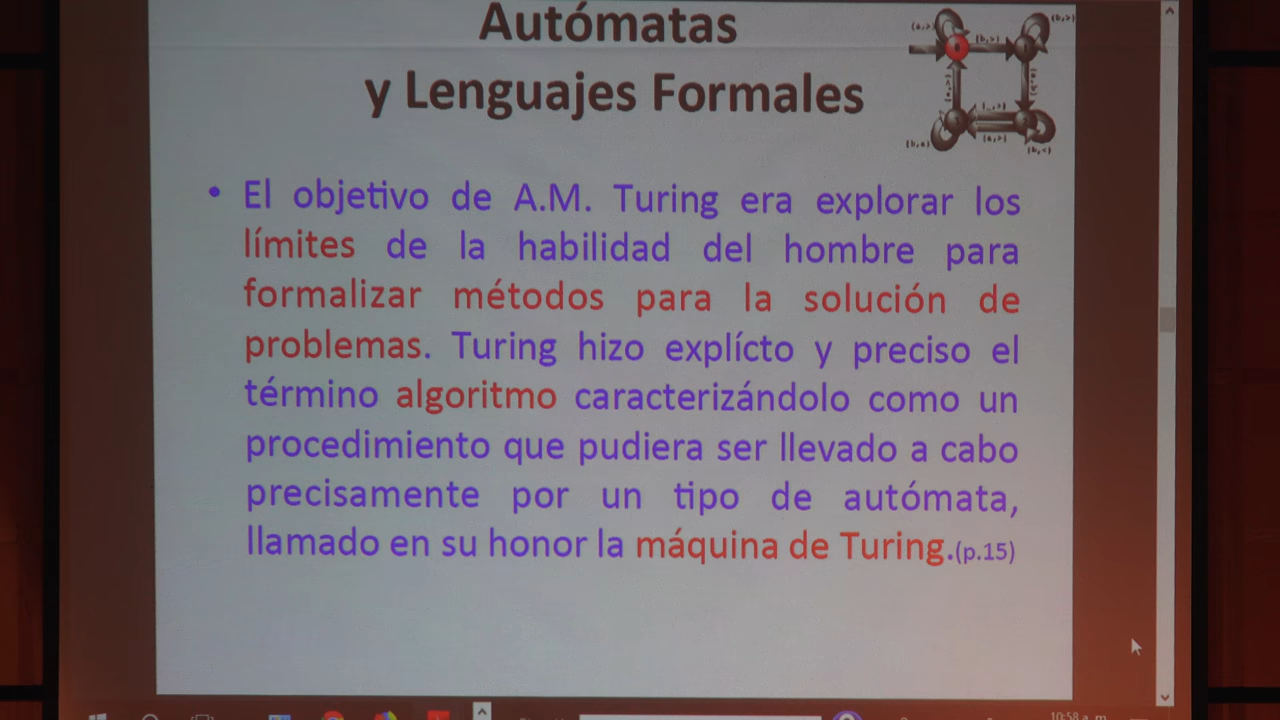 Autómatas
y Lenguajes Formales
• El objetivo de A.M. Turing era explorar los
límites de la habilidad del hombre para
formalizar métodos para la solución de
problemas. Turing hizo explícto y preciso el
término algoritmo caracterizándolo como un
procedimiento que pudiera ser llevado a cabo
precisamente por un tipo de autómata,
llamado en su honor la máquina de Turing.(p.15)
10:58 a. m.